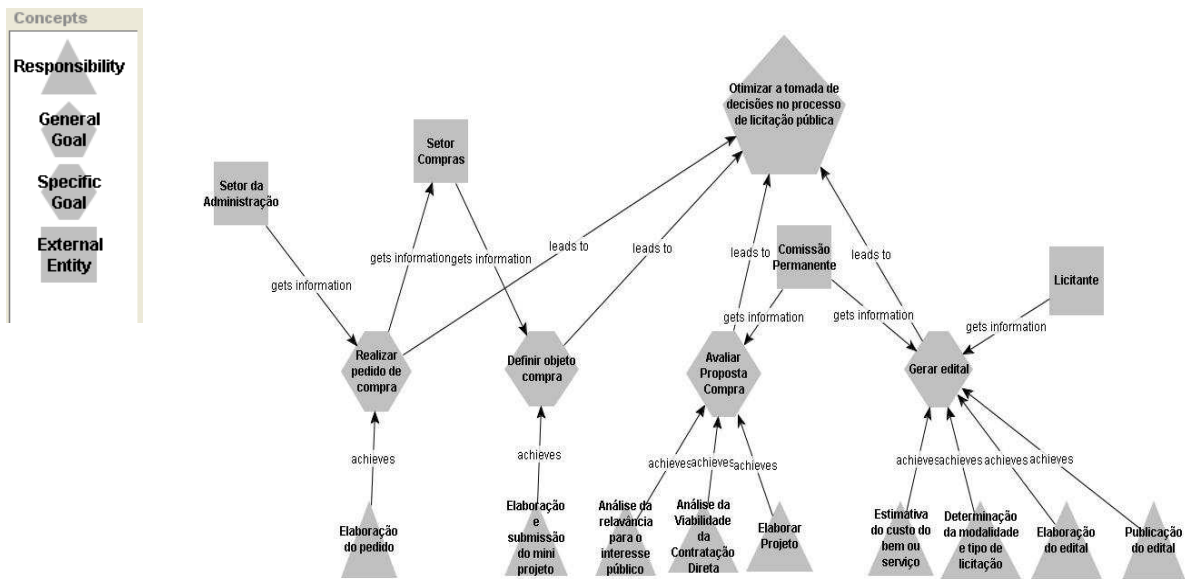 Concepts
Responsibility
General
Goal
Specific
Goal
External
Entity
Otimizar a tomada de
decisões no processo
de licitação pública
Setor
Compras
Setor da
Administração
Comissão
Permanente
Licitante
leads to
leads to
leads to
leads to
gets information
gets information
gets information
gets information
gets information
gets information
Realizar
pedido de
compra
Definir objeto
compra
Avaliar
Proposta
Compra
Gerar edital
achieves
achieves
achieves
achieves
achieves
achieves
achieves
achieves
achieves
Elaboração
do pedido
Elaboração
e
submissão
do mini
projeto
Análise da
relavância
para o
interesse
público
Análise da
Viabilidade
da
Contratação
Direta
Elaborar
Projeto
Estimativa
do custo do
bem ou
serviço
Determinação
da modalidade
e tipo de
licitação
Elaboração
do edital
Publicação
do edital